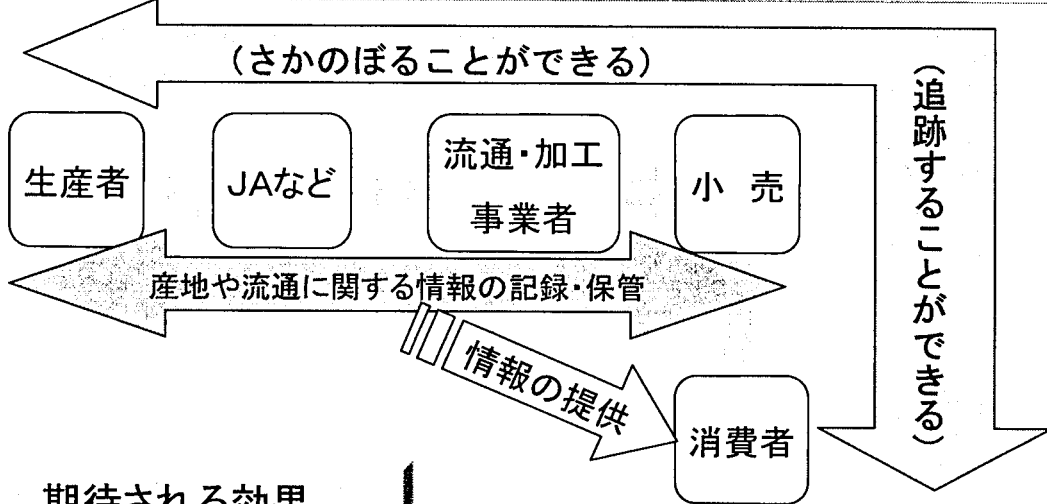 (さかのぼることができる)
(追跡することができる)
生産者
JAなど
流通・加工
事業者
小 売
産地や流通に関する情報の記録・保管
情報の提供
消費者
期待される効果